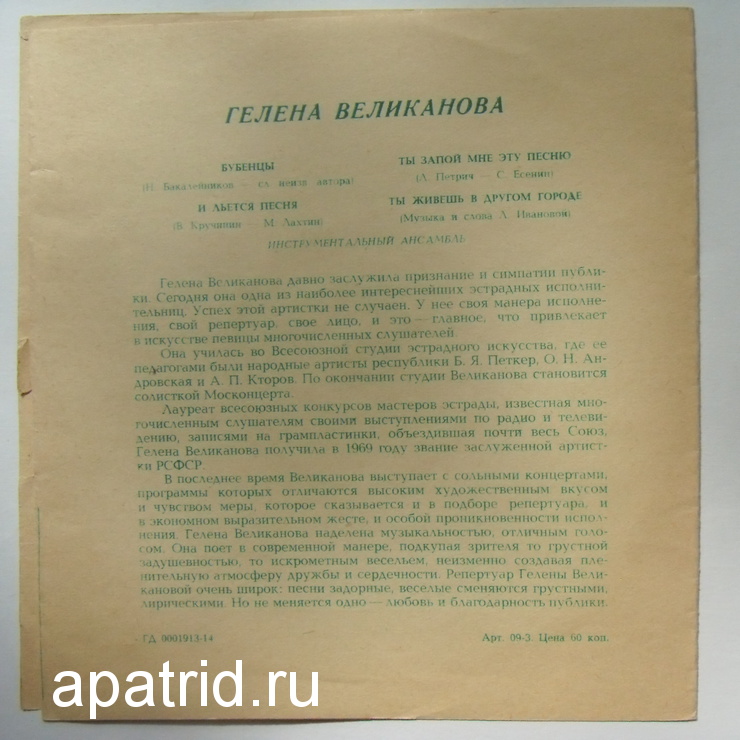 ГЕЛЕНА ВЕЛИКАНОВА
БУБЕНЦЫ
(Н. Бакалейников — сл. неизв. автора)
И ЛЬЕТСЯ ПЕСНЯ
(В. Кручинин — М. Лахтин)
ТЫ ЗАПОЙ МНЕ ЭТУ ПЕСНЮ
(Л. Петрич — С. Есенин)
ТЫ ЖИВЕШЬ В ДРУГОМ ГОРОДЕ
(Музыка и слова Л. Ивановой)
ИНСТРУМЕНТАЛЬНЫЙ АНСАМБЛЬ
Гелена Великанова давно заслужила признание и симпатии публи-
ки. Сегодня она одна из наиболее интереснейших эстрадных исполни-
тельниц. Успех этой артистки не случаен. У нее своя манера исполне-
ния, свой репертуар, свое лицо, и это — главное, что привлекает
в искусстве певицы многочисленных слушателей.
Она училась во Всесоюзной студии эстрадного искусства, где ее
педагогами были народные артисты республики Б. Я. Петкер, О. Н. Ан-
дровская и А. П. Кторов. По окончании студии Великанова становится
солисткой Москонцерта.
Лауреат всесоюзных конкурсов мастеров эстрады, известная мно-
гочисленным слушателям своими выступлениями по радио и телеви-
дению, записями на грампластинки, объездившая почти весь Союз,
Гелена Великанова получила в 1969 году звание заслуженной артист-
ки РСФСР.
В последнее время Великанова выступает с сольными концертами,
программы которых отличаются высоким художественным вкусом
и чувством меры, которое сказывается и в подборе репертуара, и
в экономном выразительном жесте, и особой проникновенности испол-
нения. Гелена Великанова наделена музыкальностью, отличным голо-
сом. Она поет в современной манере, подкупая зрителя то грустной
задушевностью, то искрометным весельем, неизменно создавая пле-
нительную атмосферу дружбы и сердечности. Репертуар Гелены Вели-
кановой очень широк: песни задорные, веселые сменяются грустными,
лирическими. Но не меняется одно — любовь и благодарность публики.
ГД 0001913-14
Арт. 09-3. Цена 60 коп.
apatrid.ru